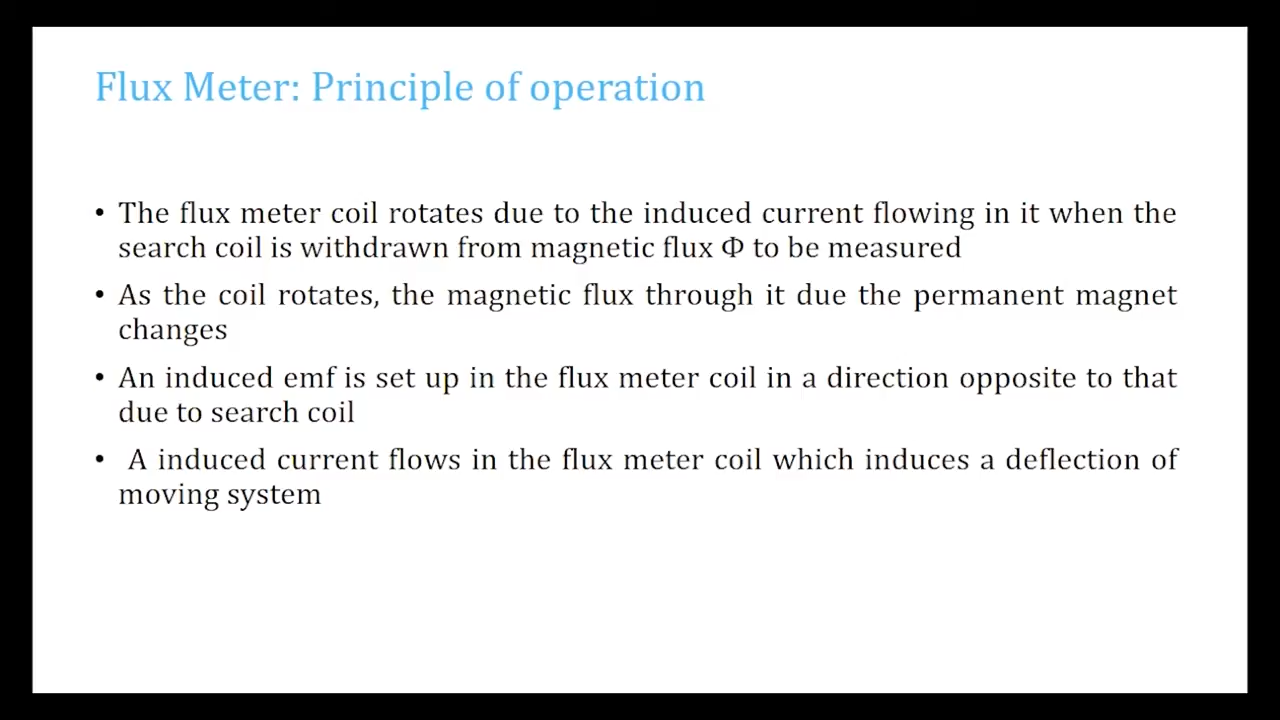 Flux Meter: Principle of operation
• The flux meter coil rotates due to the induced current flowing in it when the
search coil is withdrawn from magnetic flux Φ to be measured
• As the coil rotates, the magnetic flux through it due the permanent magnet
changes
• An induced emf is set up in the flux meter coil in a direction opposite to that
due to search coil
• A induced current flows in the flux meter coil which induces a deflection of
moving system